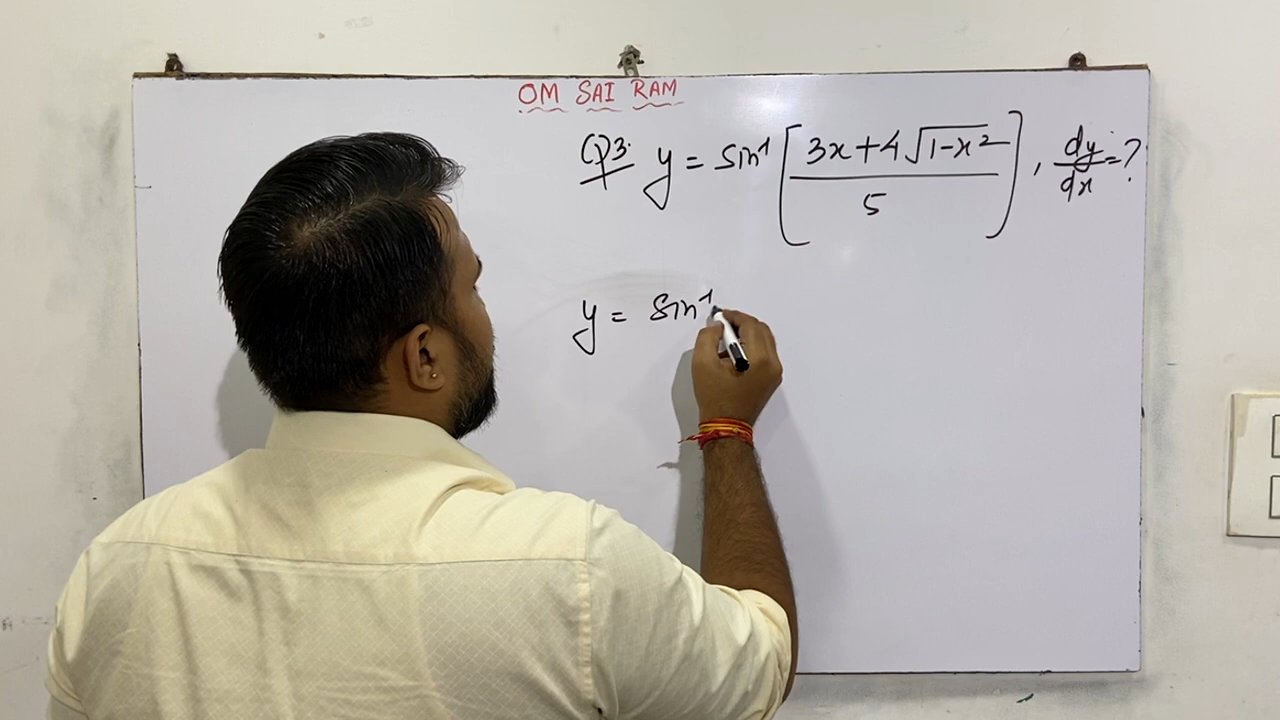 OM SAI RAM
Q3. y = sin⁻¹ [ (3x + 4√(1-x²)) / 5 ], dy/dx = ?
y = sin⁻¹